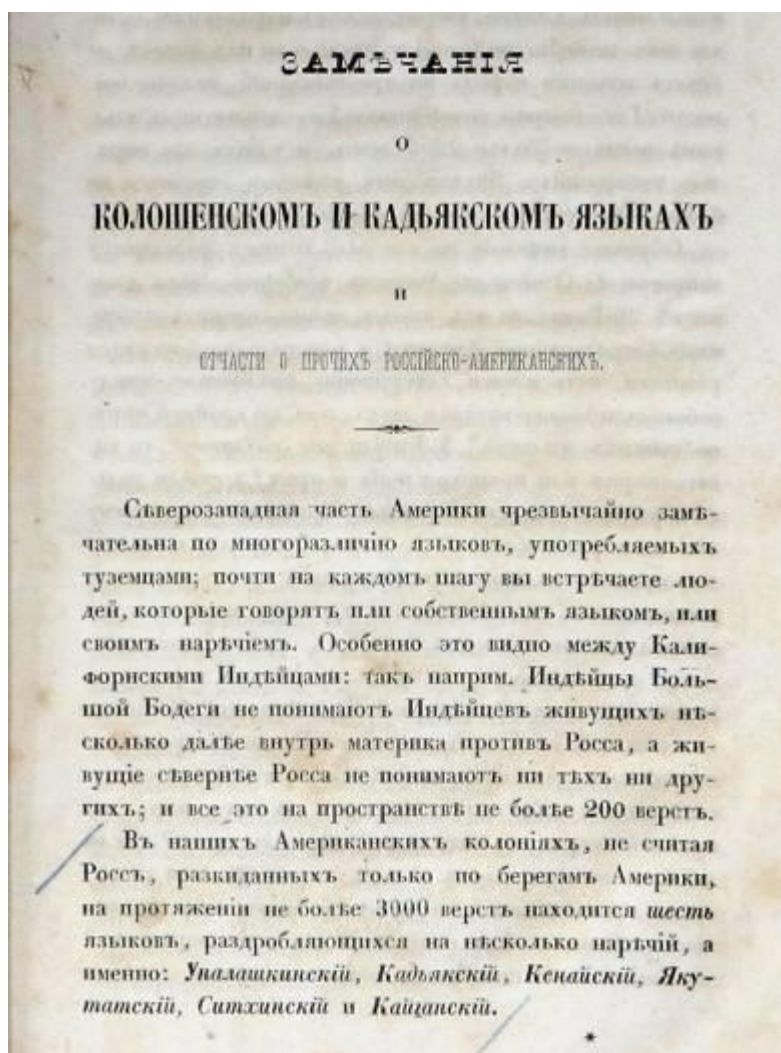 ЗАМѢЧАНІЯ
О
КОЛОШЕНСКОМЪ И КАДЬЯКСКОМЪ ЯЗЫКАХЪ
И
ОТЧАСТИ О ПРОЧИХЪ РОССІЙСКО-АМЕРИКАНСКИХЪ.
Сѣверозападная часть Америки чрезвычайно замѣ-
чательна по многоразличію языковъ, употребляемыхъ
туземцами; почти на каждомъ шагу вы встрѣчаете лю-
дей, которые говорятъ или собственнымъ языкомъ, или
своимъ нарѣчіемъ. Особенно это видно между Кали-
форнскими Индѣйцами: такъ наприм. Индѣйцы Боль-
шой Бодеги не понимаютъ Индѣйцевъ живущихъ нѣ-
сколько далѣе внутрь материка противъ Росса, а жи-
вущіе сѣвернѣе Росса не понимаютъ ни тѣхъ ни дру-
гихъ; и все это на пространствѣ не болѣе 200 верстъ.
Въ нашихъ Американскихъ колоніяхъ, не считая
Россъ, разкиданныхъ только по берегамъ Америки,
на протяженіи не болѣе 3000 верстъ находится шесть
языковъ, раздробляющихся на нѣсколько нарѣчій, а
именно: Уналашкинскій, Кадьякскій, Кенайскій, Яку-
татскій, Ситхинскій и Кайганскій.
*